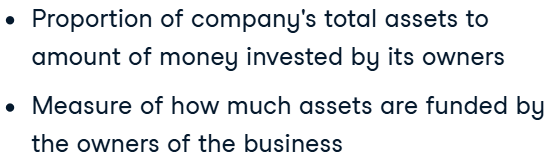 • Proportion of company's total assets to
amount of money invested by its owners
• Measure of how much assets are funded by
the owners of the business